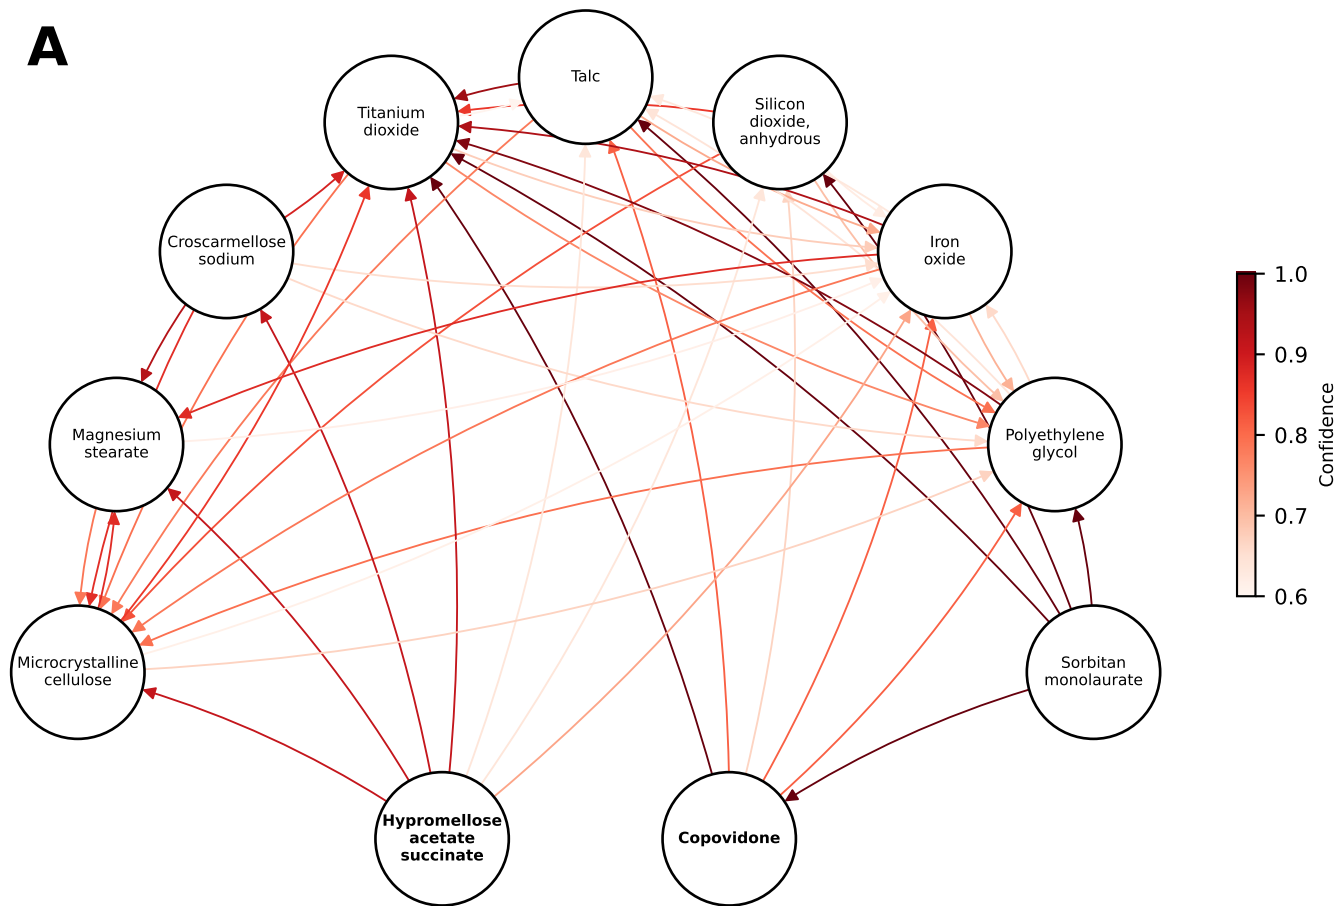 A
Talc
Titanium
dioxide
Silicon
dioxide,
anhydrous
Croscarmellose
sodium
Iron
oxide
Magnesium
stearate
Polyethylene
glycol
Microcrystalline
cellulose
Sorbitan
monolaurate
Hypromellose
acetate
succinate
Copovidone
1.0
0.9
0.8
0.7
0.6
Confidence